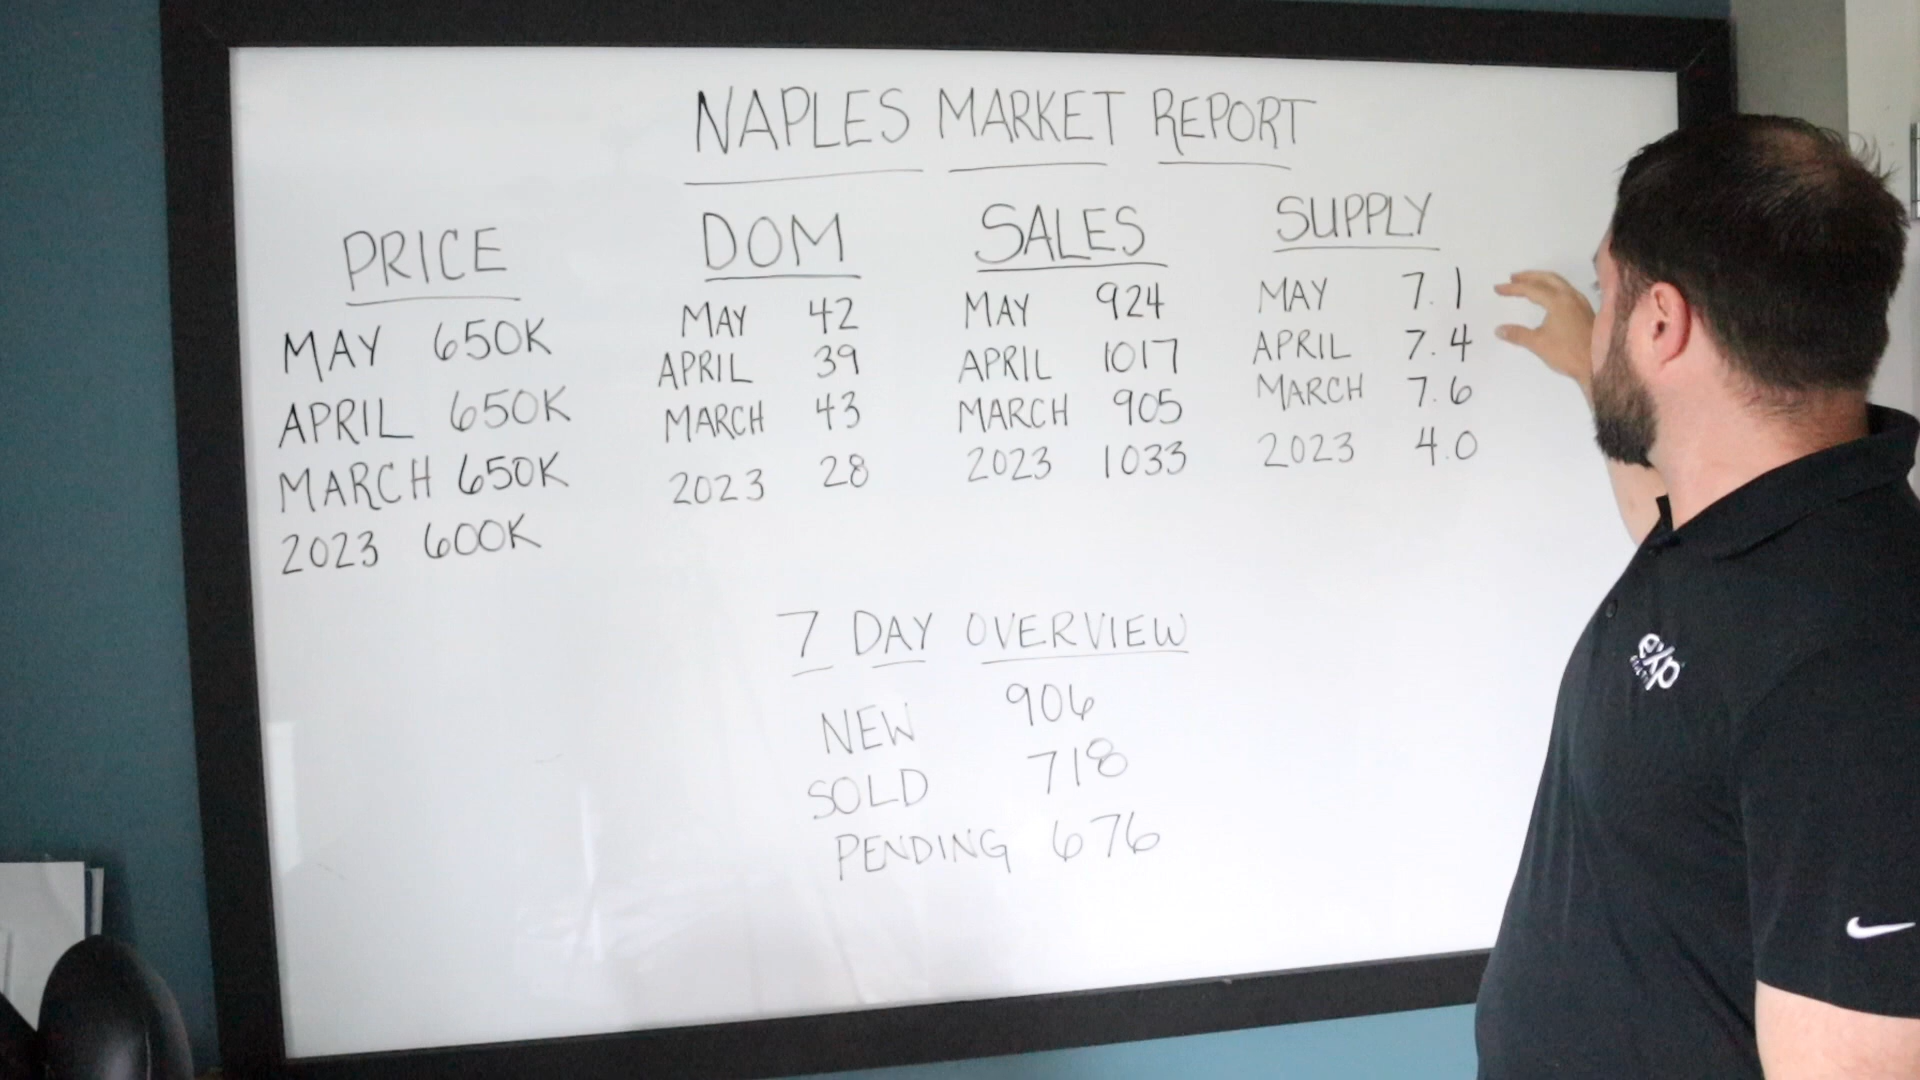 NAPLES MARKET REPORT
PRICE
MAY 650K
APRIL 650K
MARCH 650K
2023 600K
DOM
MAY 42
APRIL 39
MARCH 43
2023 28
SALES
MAY 924
APRIL 1017
MARCH 905
2023 1033
SUPPLY
MAY 7.1
APRIL 7.4
MARCH 7.6
2023 4.0
7 DAY OVERVIEW
NEW 906
SOLD 718
PENDING 676
exp